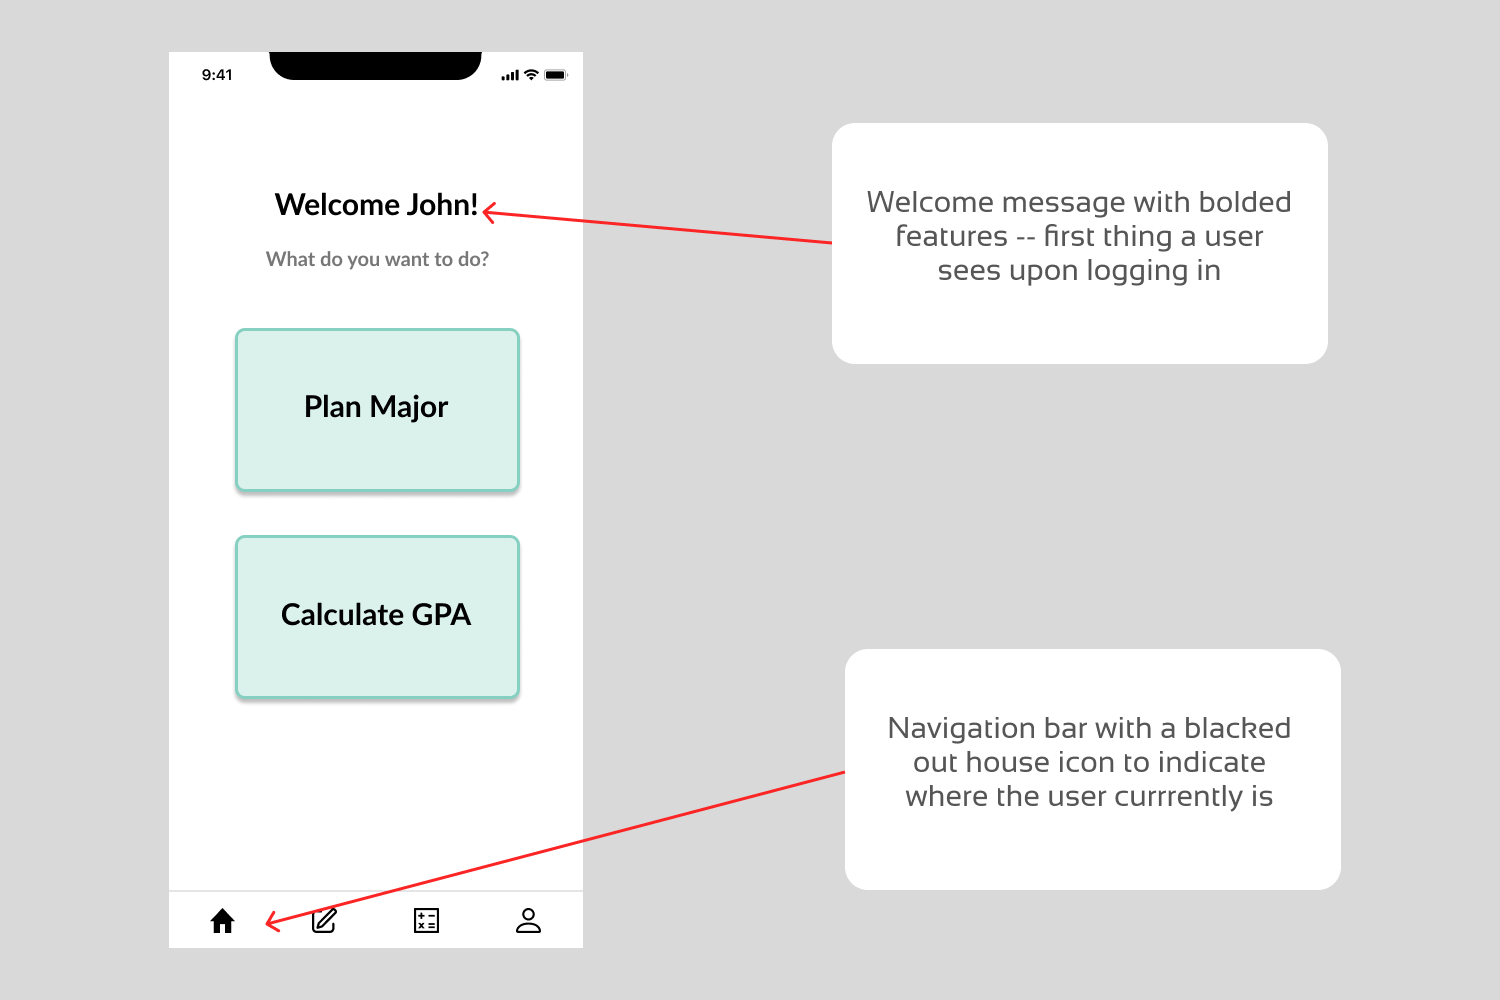 9:41
Welcome John!
What do you want to do?
Plan Major
Calculate GPA
Welcome message with bolded
features -- first thing a user
sees upon logging in
Navigation bar with a blacked
out house icon to indicate
where the user currrently is